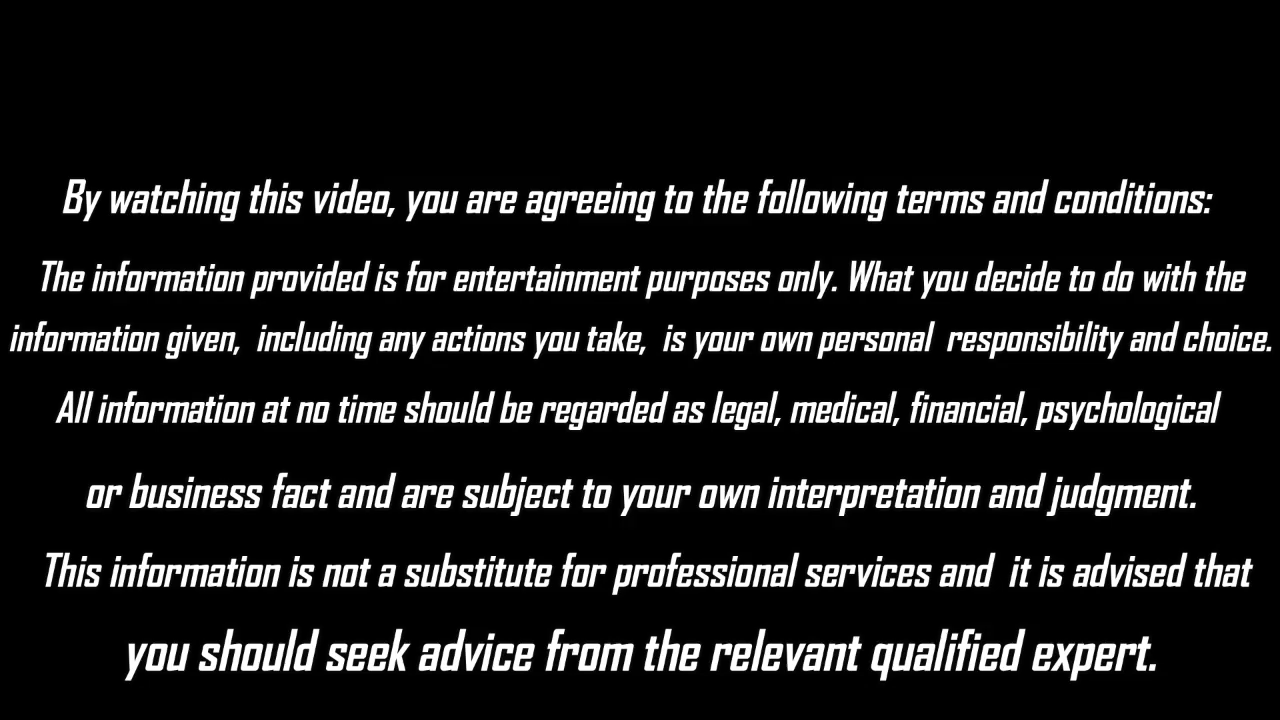 By watching this video, you are agreeing to the following terms and conditions:
The information provided is for entertainment purposes only. What you decide to do with the
information given, including any actions you take, is your own personal responsibility and choice.
All information at no time should be regarded as legal, medical, financial, psychological
or business fact and are subject to your own interpretation and judgment.
This information is not a substitute for professional services and it is advised that
you should seek advice from the relevant qualified expert.